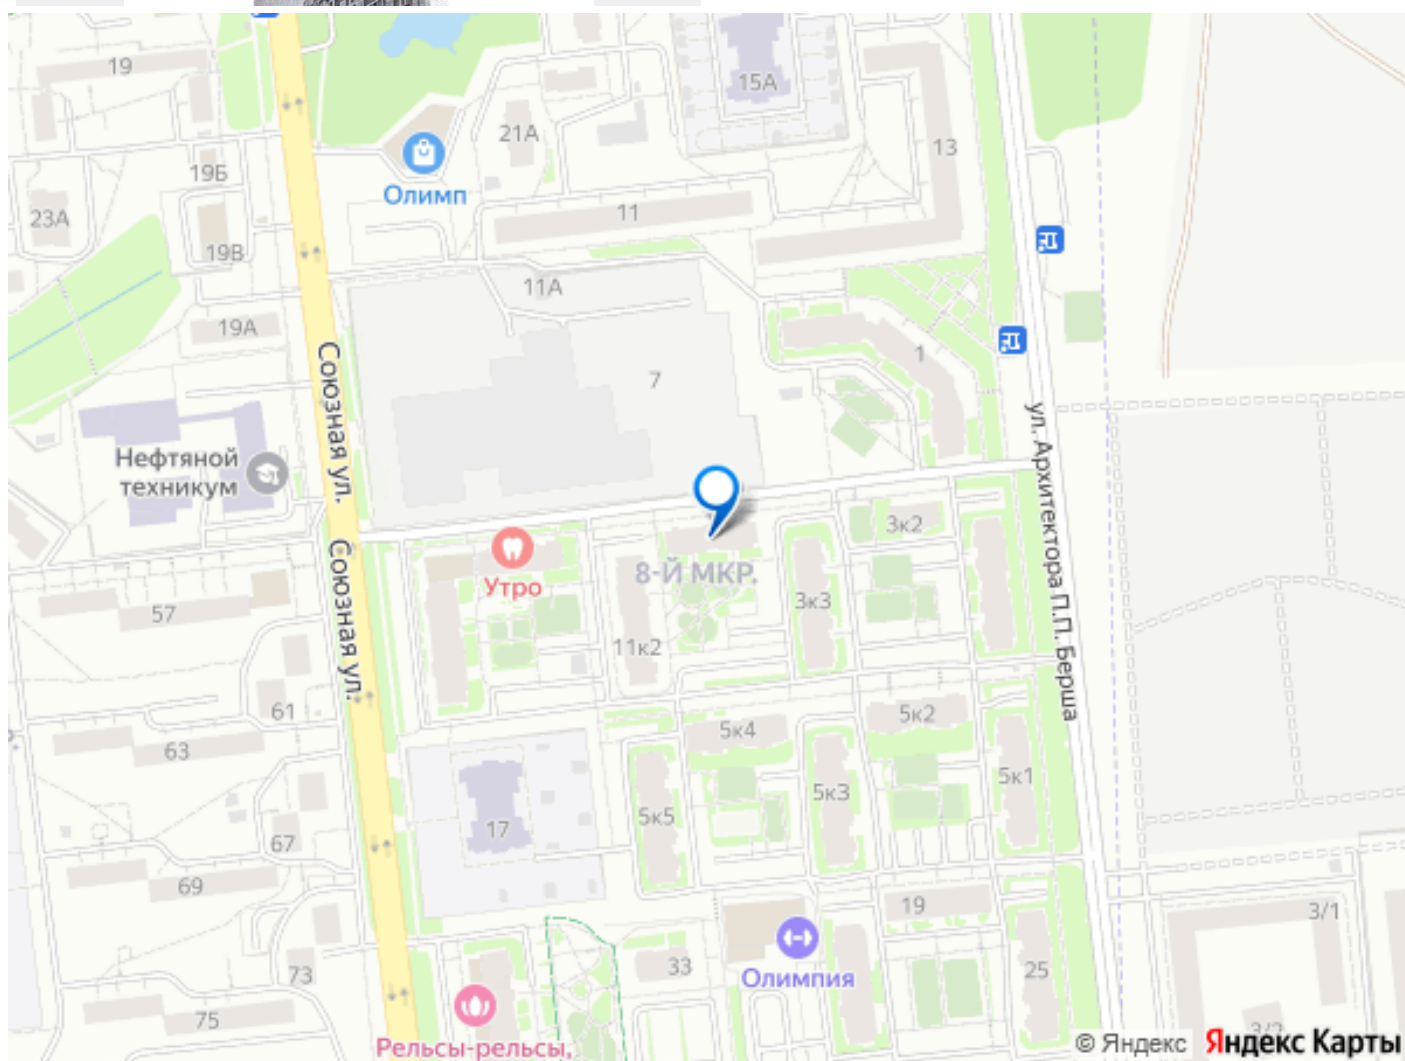 19
15А
21А
13
19Б
Олимп
23А
11
19В
11А
19А
1
Союзная ул.
7
ул. Архитектора П.П. Берша
Нефтяной
техникум
3к2
Союзная ул.
Утро
8-Й МКР.
57
3к3
11к2
61
5к2
63
5к4
5к1
5к3
5к5
17
67
69
19
3/1
33
25
73
Олимпия
75
3/2
Рельсы-рельсы,
© Яндекс Яндекс Карты